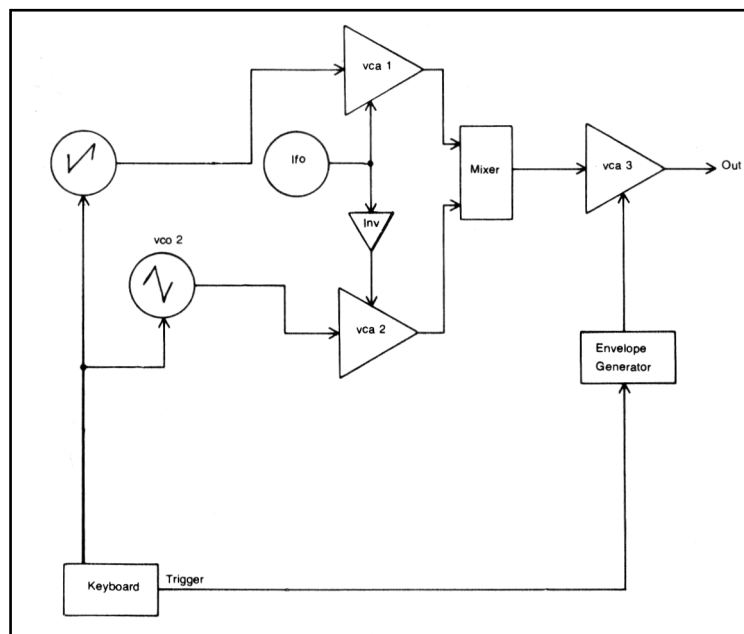 vca 1
lfo
Mixer
vca 3
Out
Inv
vco 2
vca 2
Envelope
Generator
Trigger
Keyboard